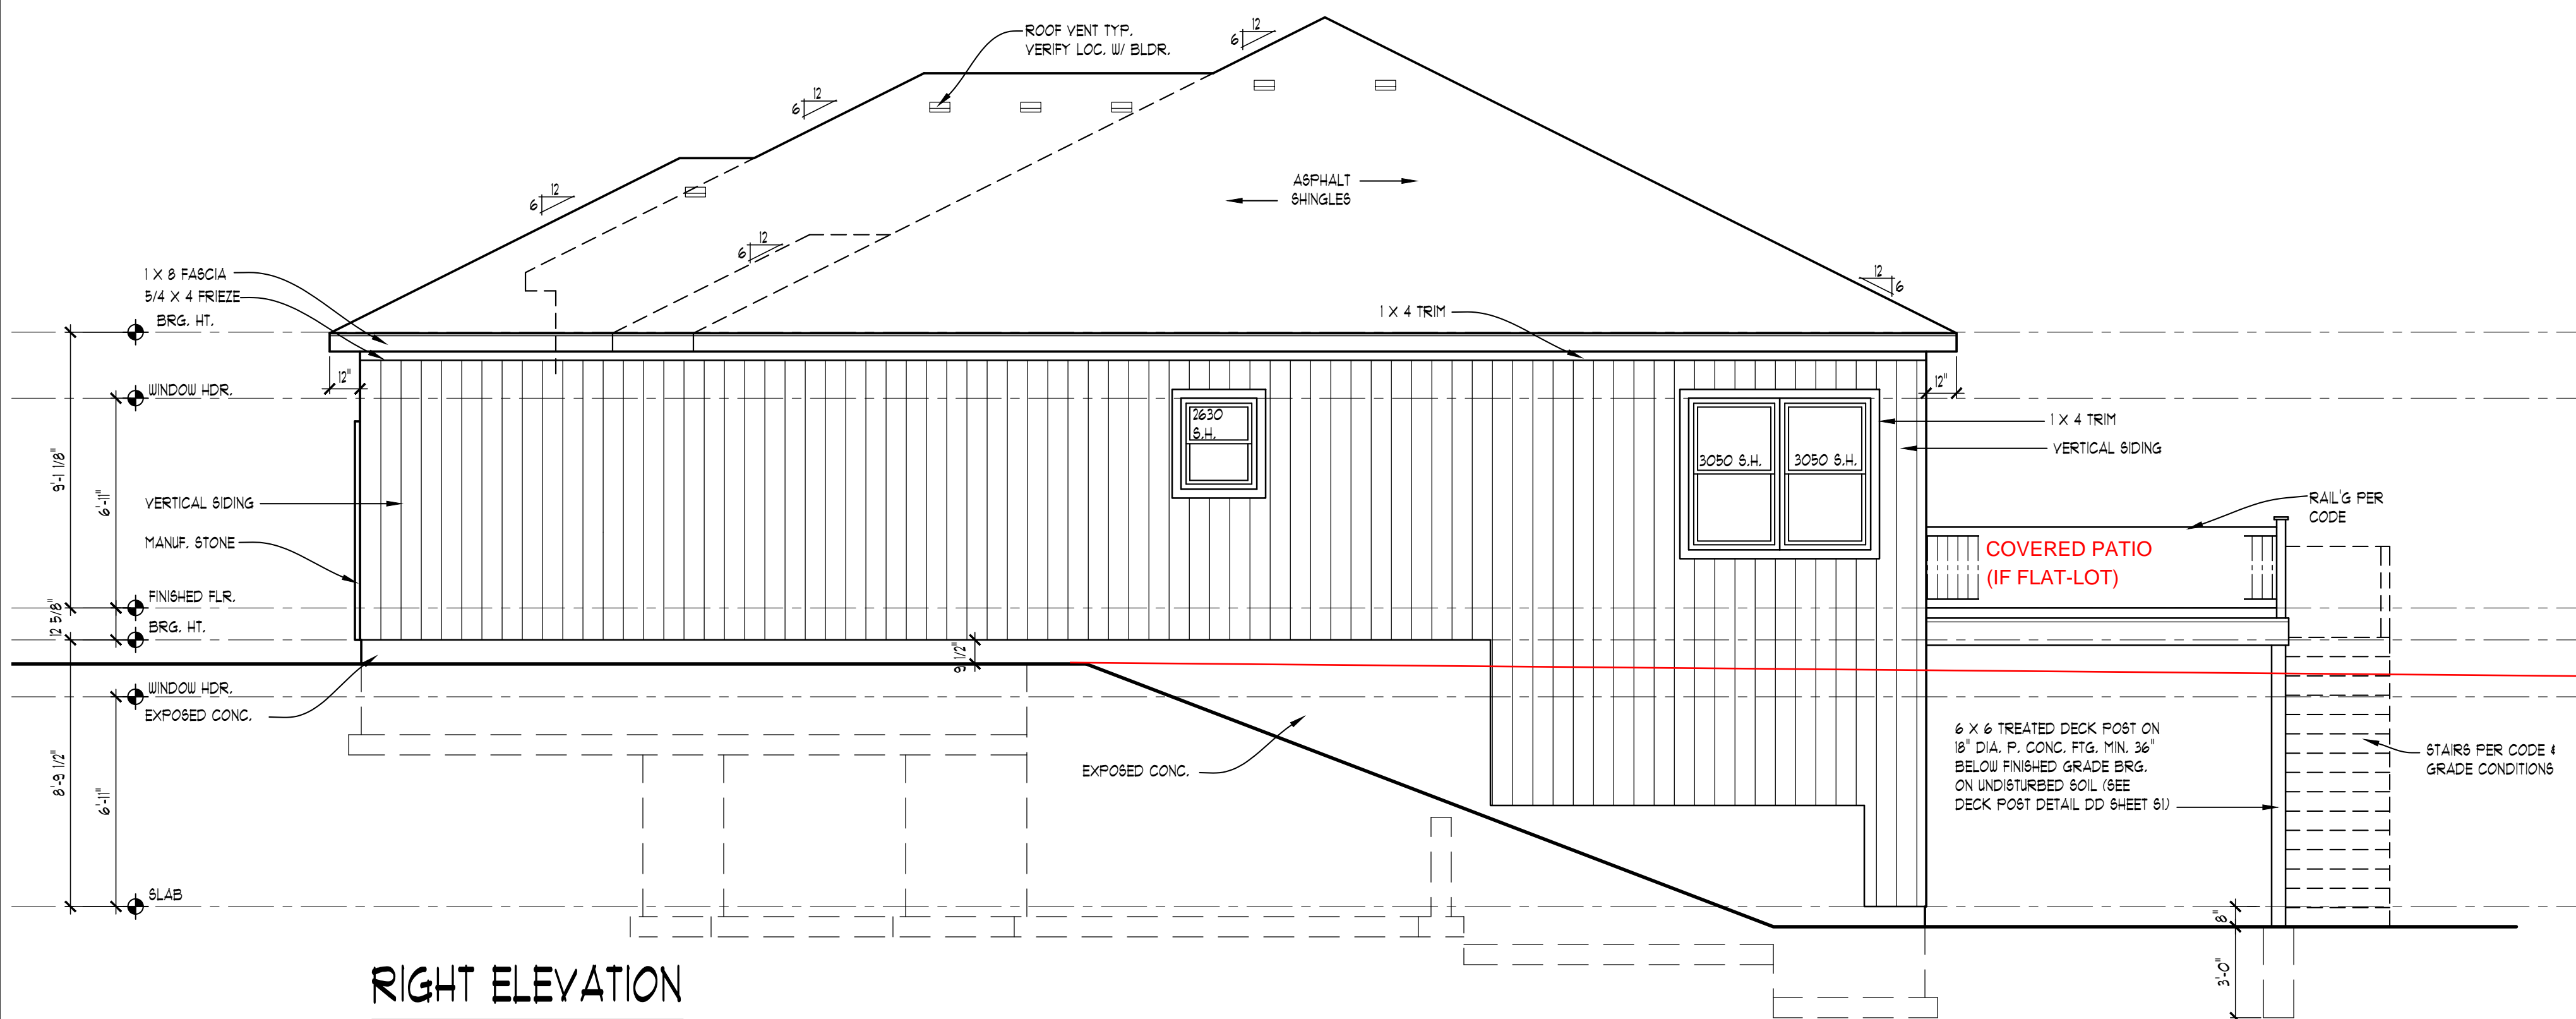 ROOF VENT TYP.
VERIFY LOC. W/ BLDR.
12
6
12
6
12
6
12
6
12
6
ASPHALT
SHINGLES
1 X 8 FASCIA
5/4 X 4 FRIEZE
BRG. HT.
1 X 4 TRIM
12"
12"
WINDOW HDR.
2630
S.H.
3050 S.H.
3050 S.H.
1 X 4 TRIM
VERTICAL SIDING
9'-1 1/8"
6'-11"
VERTICAL SIDING
MANUF. STONE
RAIL'G PER
CODE
COVERED PATIO
(IF FLAT-LOT)
FINISHED FLR.
12 5/8"
BRG. HT.
9 1/2"
WINDOW HDR.
EXPOSED CONC.
8'-9 1/2"
6'-11"
EXPOSED CONC.
6 X 6 TREATED DECK POST ON
18" DIA. P. CONC. FTG. MIN. 36"
BELOW FINISHED GRADE BRG.
ON UNDISTURBED SOIL (SEE
DECK POST DETAIL DD SHEET S1)
STAIRS PER CODE &
GRADE CONDITIONS
SLAB
8"
3'-0"
RIGHT ELEVATION